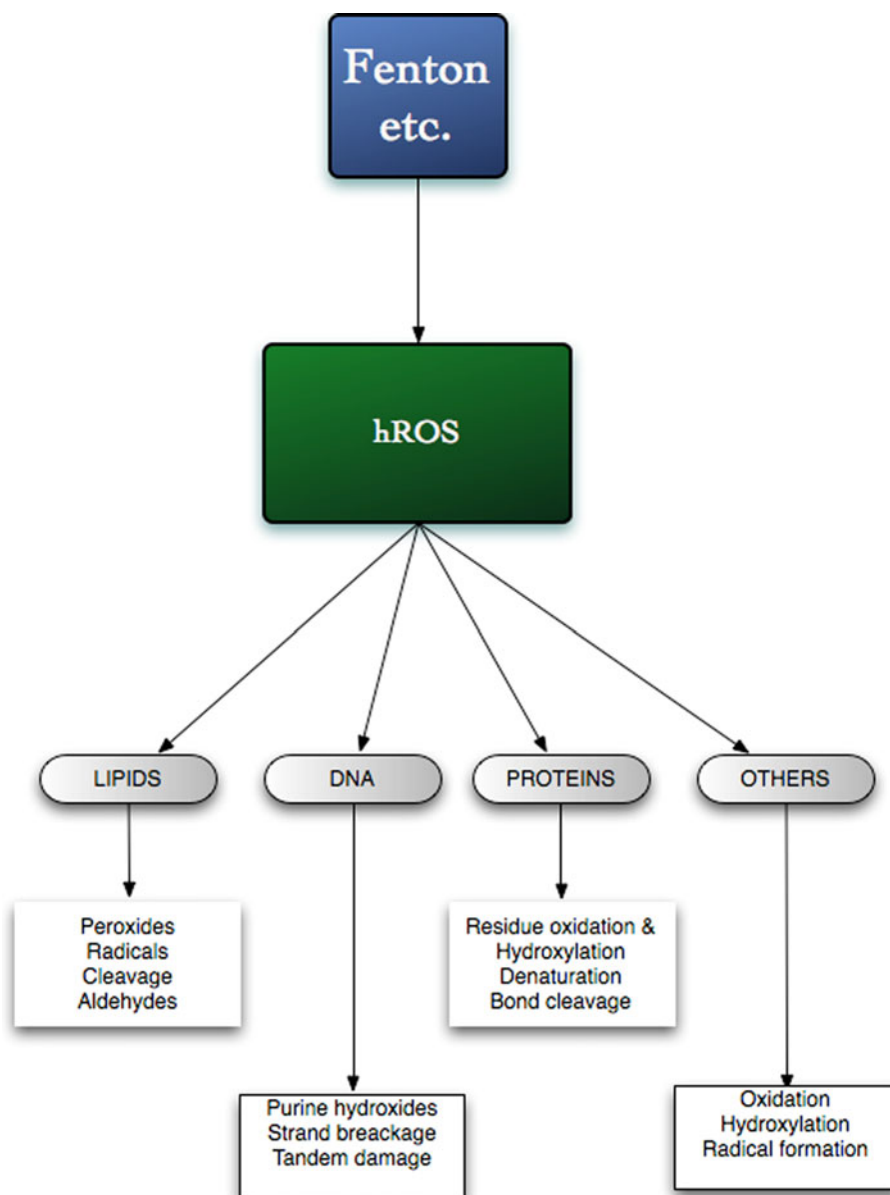 Fenton
etc.
hROS
LIPIDS
DNA
PROTEINS
OTHERS
Peroxides
Radicals
Cleavage
Aldehydes
Purine hydroxides
Strand breackage
Tandem damage
Residue oxidation &
Hydroxylation
Denaturation
Bond cleavage
Oxidation
Hydroxylation
Radical formation